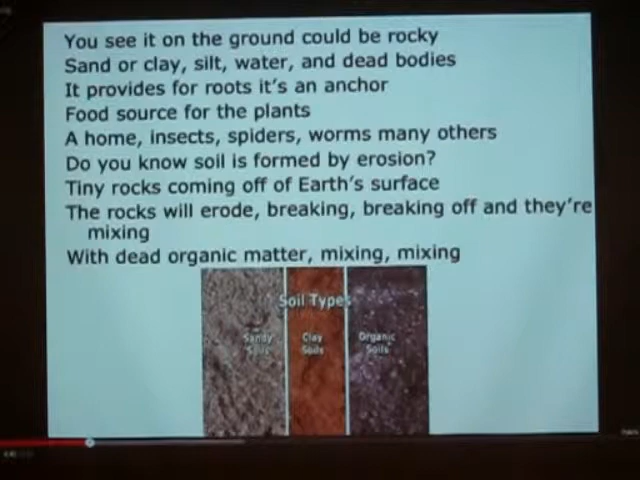 You see it on the ground could be rocky
Sand or clay, silt, water, and dead bodies
It provides for roots it's an anchor
Food source for the plants
A home, insects, spiders, worms many others
Do you know soil is formed by erosion?
Tiny rocks coming off of Earth's surface
The rocks will erode, breaking, breaking off and they're
mixing
With dead organic matter, mixing, mixing
Soil Types
Sandy Soils
Clay Soils
Organic Soils